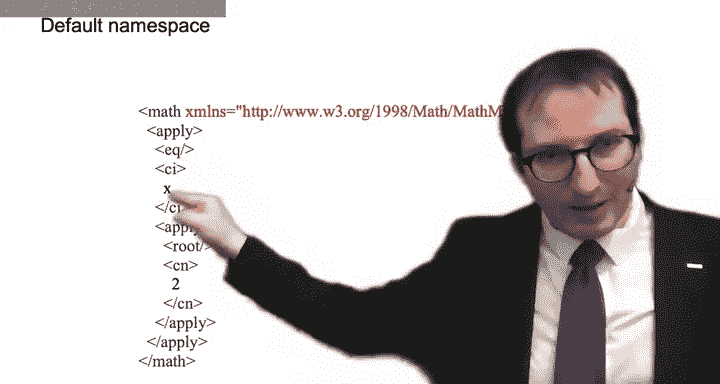 Default namespace
<math xmlns="http://www.w3.org/1998/Math/MathM
<apply>
<eq/>
<ci>
x
</ci
<apply
<root/>
<cn>
2
</cn>
</apply>
</apply>
</math>